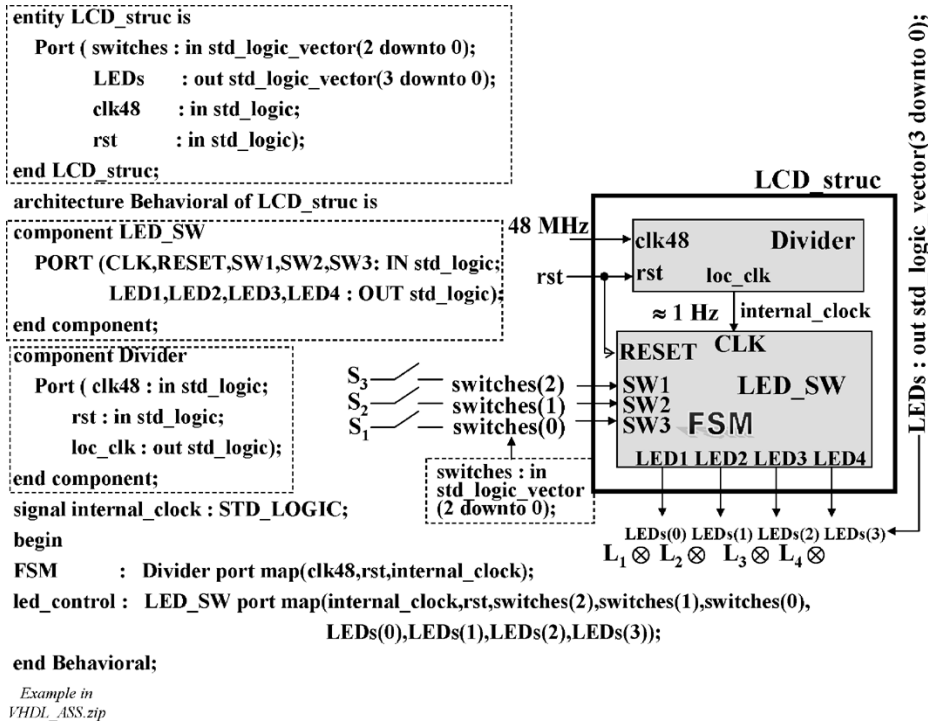 entity LCD_struc is
Port ( switches : in std_logic_vector(2 downto 0);
LEDs : out std_logic_vector(3 downto 0);
clk48 : in std_logic;
rst : in std_logic);
end LCD_struc;
architecture Behavioral of LCD_struc is
component LED_SW
PORT (CLK,RESET,SW1,SW2,SW3: IN std_logic;
LED1,LED2,LED3,LED4 : OUT std_logic);
end component;
component Divider
Port ( clk48 : in std_logic;
rst : in std_logic;
loc_clk : out std_logic);
end component;
signal internal_clock : STD_LOGIC;
begin
FSM : Divider port map(clk48,rst,internal_clock);
led_control : LED_SW port map(internal_clock,rst,switches(2),switches(1),switches(0),
LEDs(0),LEDs(1),LEDs(2),LEDs(3));
end Behavioral;
Example in
VHDL_ASS.zip
LCD_struc
48 MHz
clk48 Divider
rst
rst loc_clk
≈ 1 Hz internal_clock
RESET CLK
LED_SW
S3 switches(2) SW1
S2 switches(1) SW2
S1 switches(0) SW3
FSM
LED1 LED2 LED3 LED4
switches : in
std_logic_vector
(2 downto 0);
LEDs(0) LEDs(1) LEDs(2) LEDs(3)
L1 ⊗ L2 ⊗ L3 ⊗ L4 ⊗
LEDs : out std_logic_vector(3 downto 0);